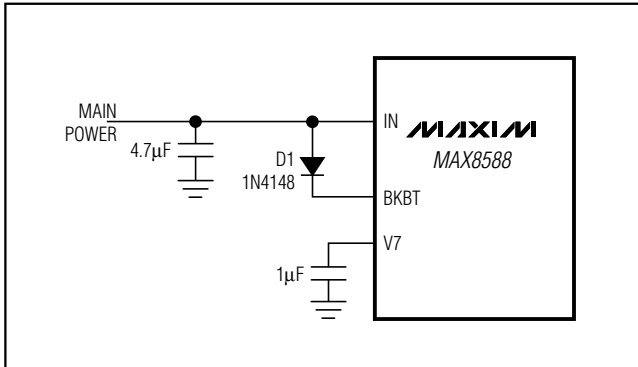 MAIN
POWER
4.7μF
D1
1N4148
IN
MAXIM
MAX8588
BKBT
V7
1μF